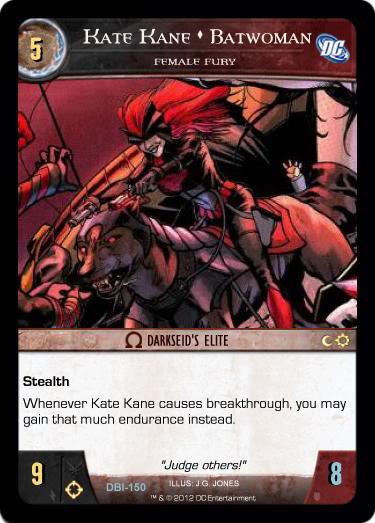 5
KATE KANE ♦ BATWOMAN
DC
FEMALE FURY
Ω DARKSEID'S ELITE
Stealth
Whenever Kate Kane causes breakthrough, you may
gain that much endurance instead.
"Judge others!"
9
DBI-150
ILLUS: J.G. JONES
8
™ & © 2012 DC Entertainment